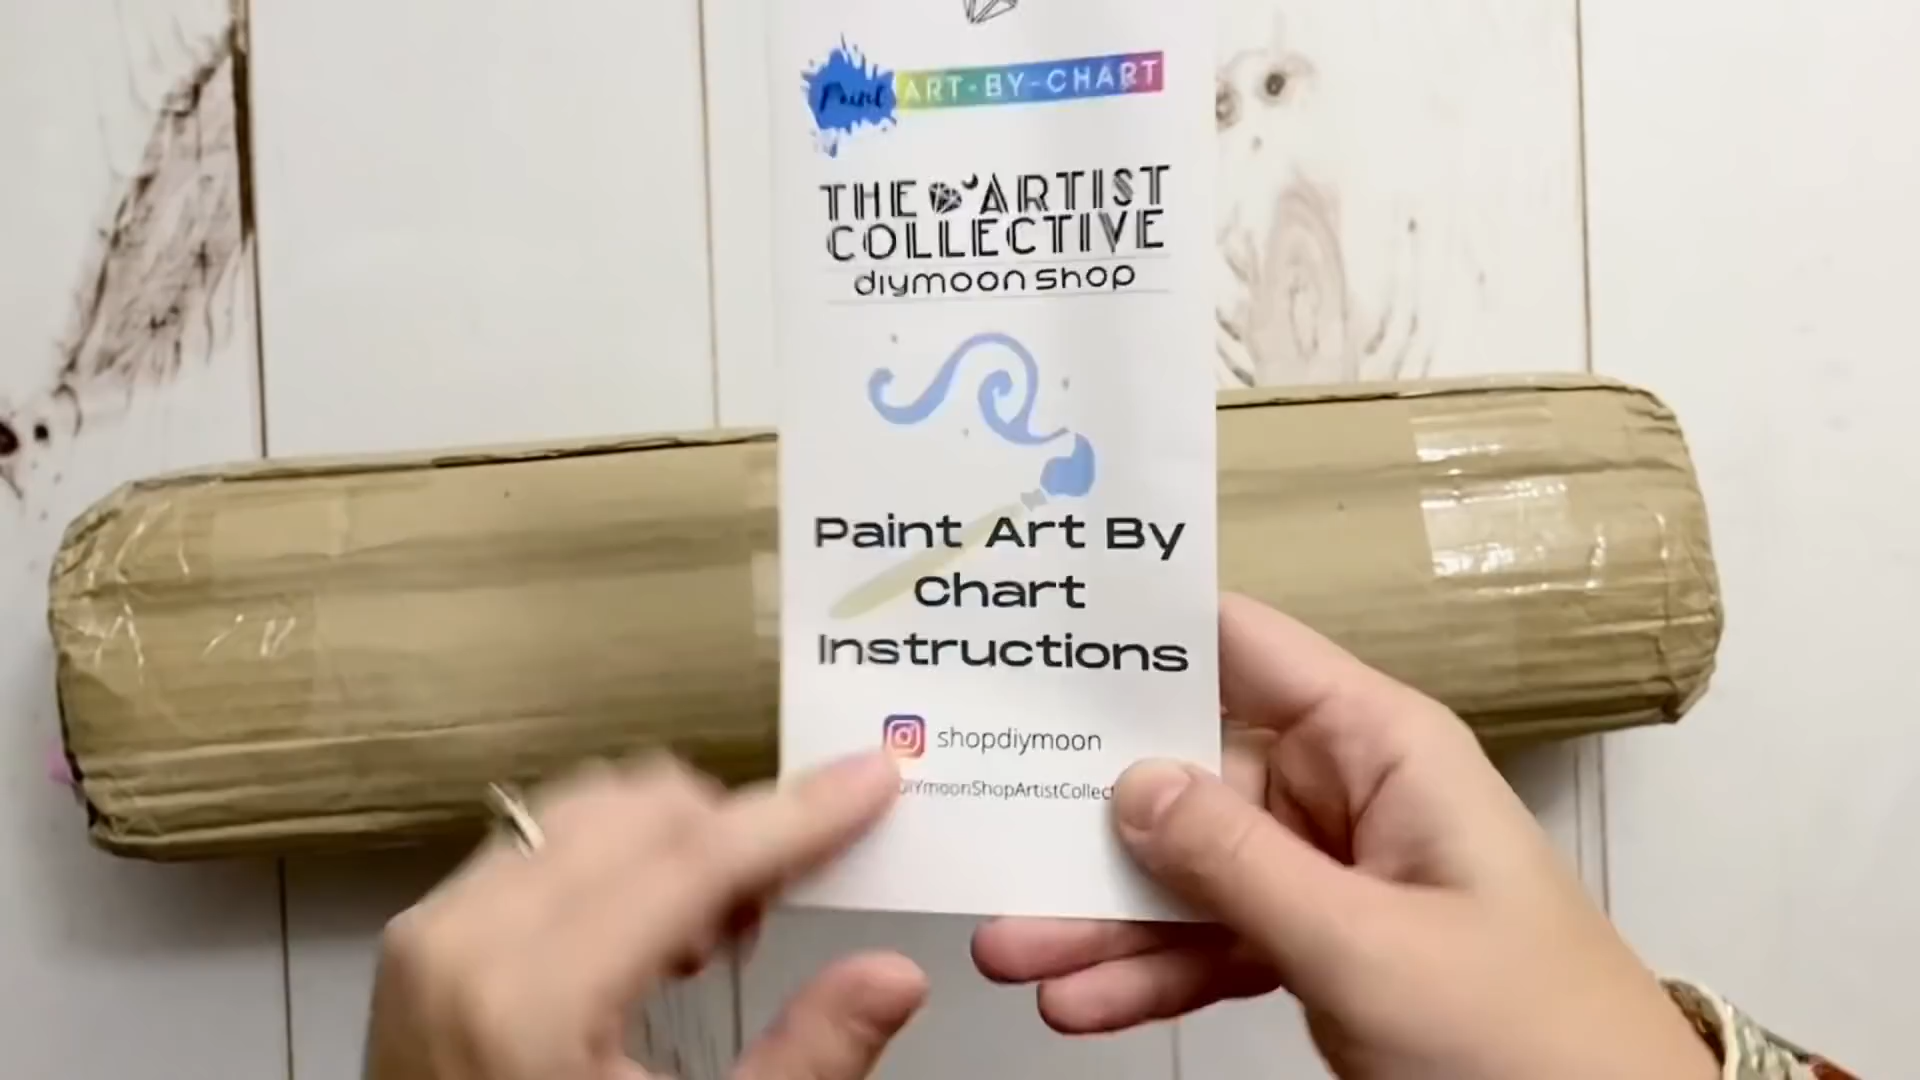 Paint ART-BY-CHART
THE ARTIST
COLLECTIVE
diymoon shop
Paint Art By
Chart
Instructions
shopdiymoon